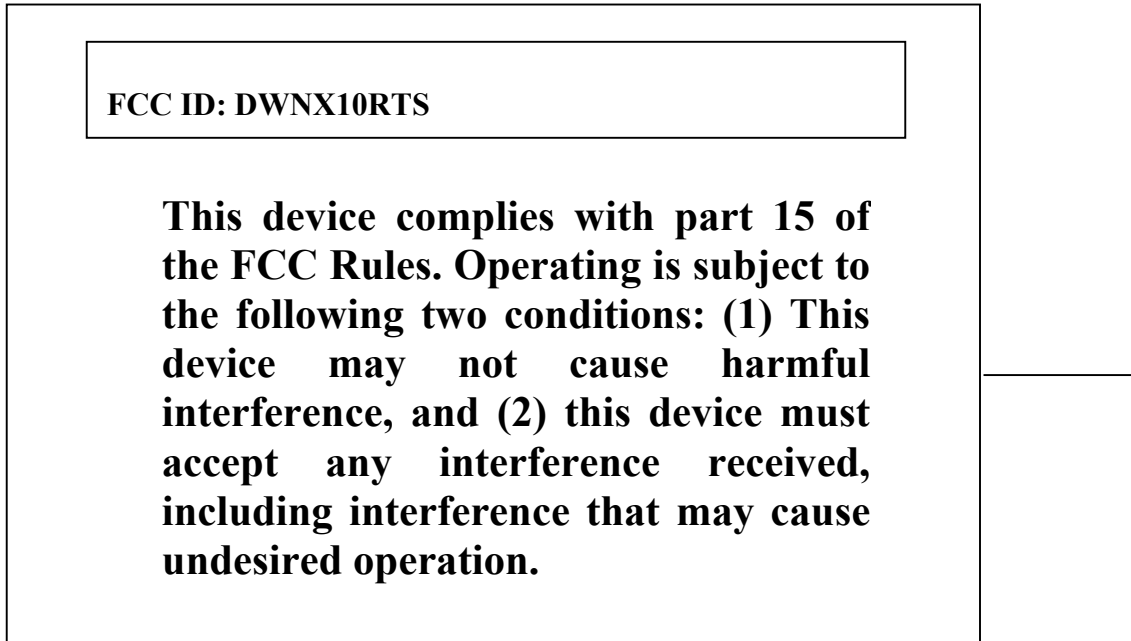 FCC ID: DWNX10RTS
This device complies with part 15 of
the FCC Rules. Operating is subject to
the following two conditions: (1) This
device may not cause harmful
interference, and (2) this device must
accept any interference received,
including interference that may cause
undesired operation.